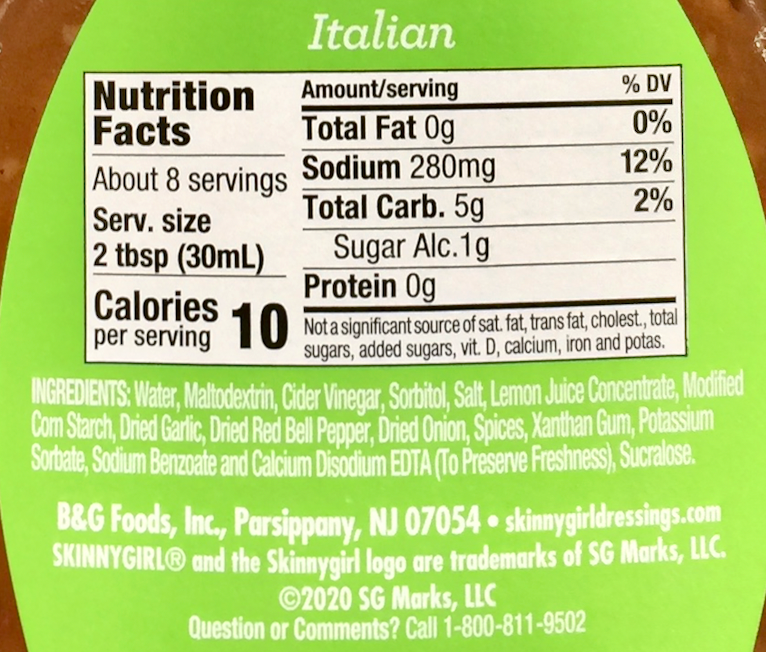 Italian
Nutrition
Facts
About 8 servings
Serv. size
2 tbsp (30mL)
Calories 10
per serving
Amount/serving % DV
Total Fat 0g 0%
Sodium 280mg 12%
Total Carb. 5g 2%
Sugar Alc.1g
Protein 0g
Not a significant source of sat. fat, trans fat, cholest., total
sugars, added sugars, vit. D, calcium, iron and potas.
INGREDIENTS: Water, Maltodextrin, Cider Vinegar, Sorbitol, Salt, Lemon Juice Concentrate, Modified
Corn Starch, Dried Garlic, Dried Red Bell Pepper, Dried Onion, Spices, Xanthan Gum, Potassium
Sorbate, Sodium Benzoate and Calcium Disodium EDTA (To Preserve Freshness), Sucralose.
B&G Foods, Inc., Parsippany, NJ 07054 • skinnygirldressings.com
SKINNYGIRL® and the Skinnygirl logo are trademarks of SG Marks, LLC.
©2020 SG Marks, LLC
Question or Comments? Call 1-800-811-9502